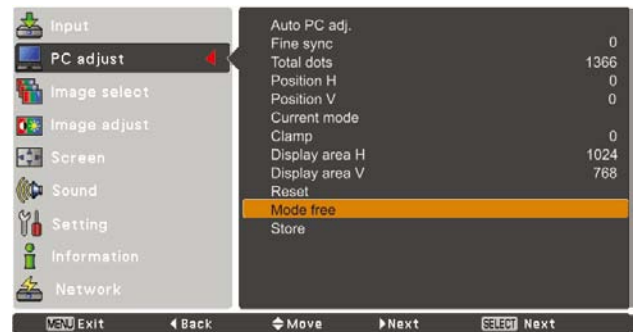 Input
PC adjust
Image select
Image adjust
Screen
Sound
Setting
Information
Network
Auto PC adj.
Fine sync 0
Total dots 1366
Position H 0
Position V 0
Current mode
Clamp 0
Display area H 1024
Display area V 768
Reset
Mode free
Store
MENU Exit Back Move Next SELECT Next